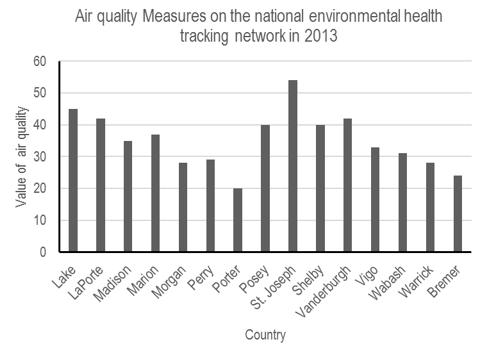 Air quality Measures on the national environmental health
tracking network in 2013
Value of air quality
60
50
40
30
20
10
0
Lake
LaPorte
Madison
Marion
Morgan
Perry
Porter
Posey
St. Joseph
Shelby
Vanderburgh
Vigo
Wabash
Warrick
Bremer
Country